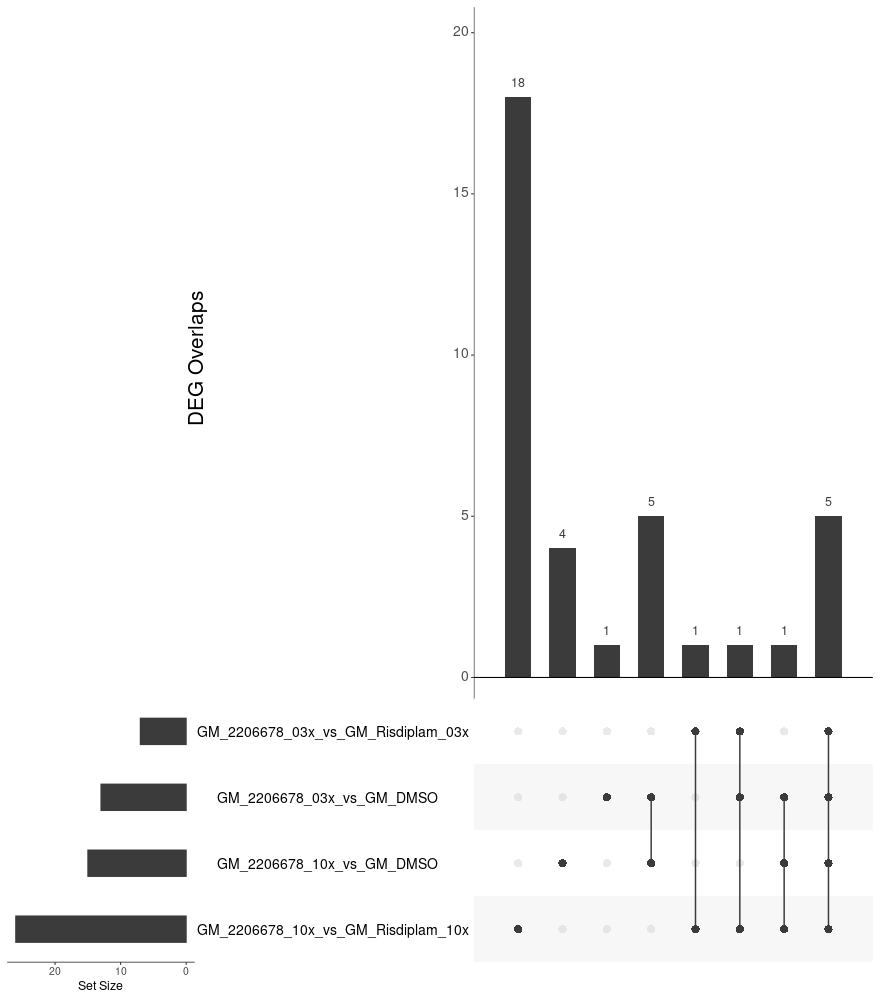 DEG Overlaps
20
15
10
5
0
18
4
1
5
1
1
1
5
GM_2206678_03x_vs_GM_Risdiplam_03x
GM_2206678_03x_vs_GM_DMSO
GM_2206678_10x_vs_GM_DMSO
GM_2206678_10x_vs_GM_Risdiplam_10x
20 10 0
Set Size